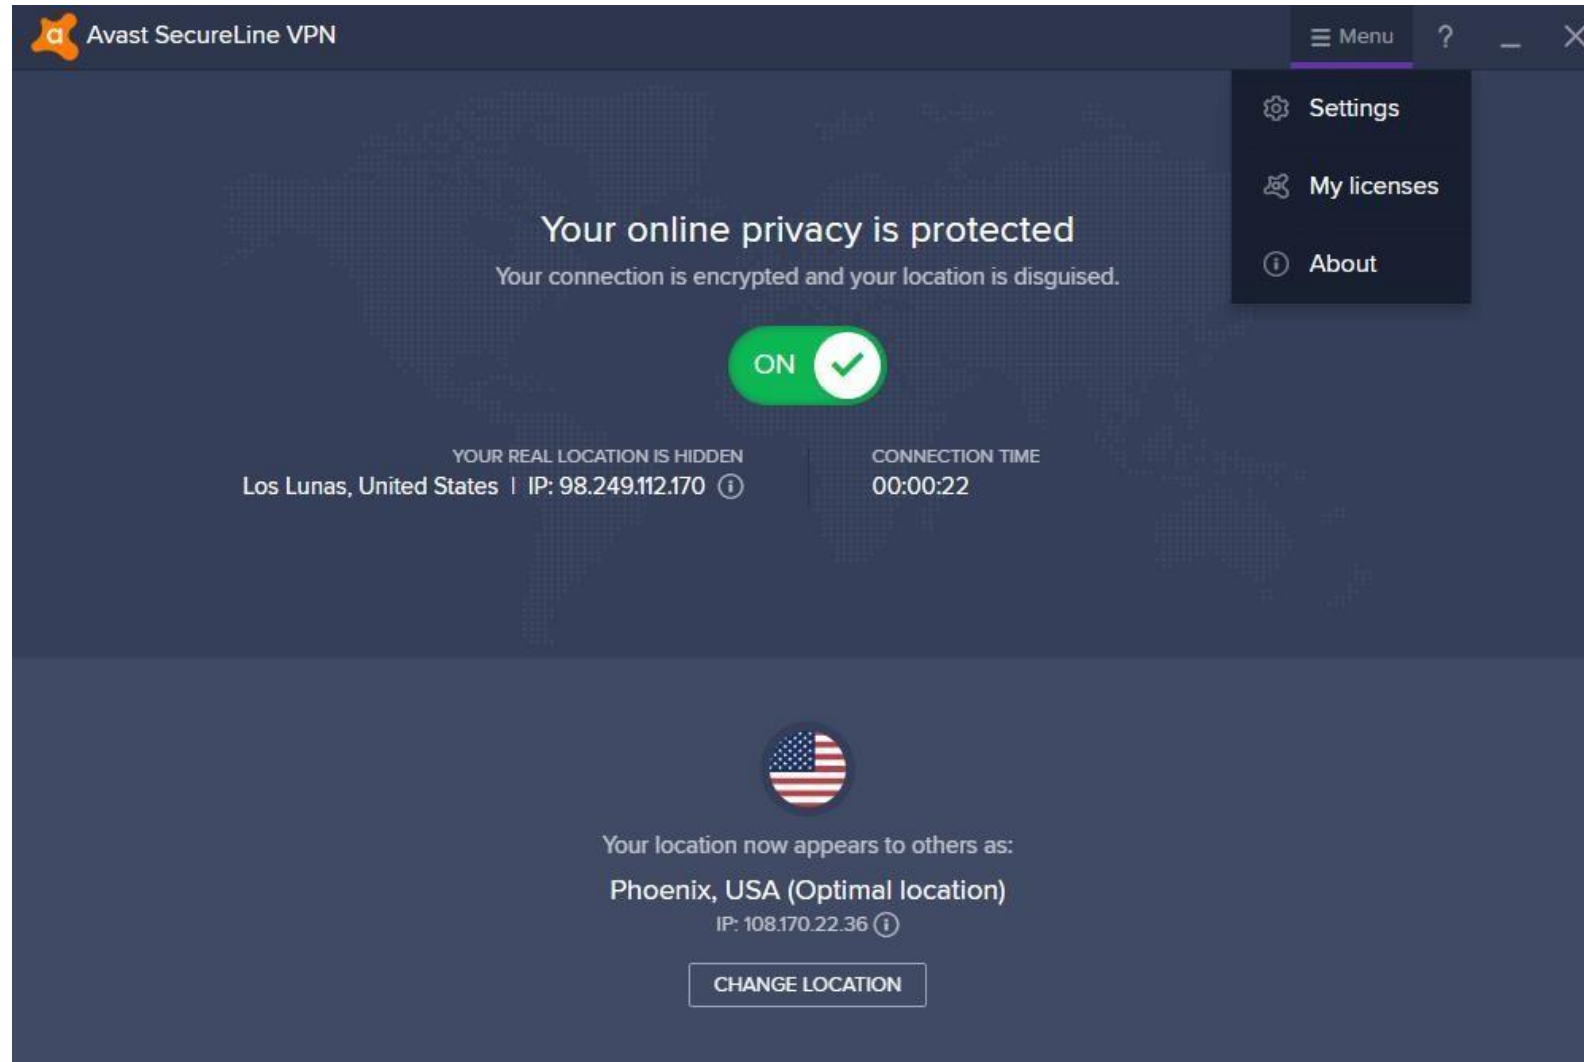 Avast SecureLine VPN
Menu ?
Settings
My licenses
About
Your online privacy is protected
Your connection is encrypted and your location is disguised.
ON
YOUR REAL LOCATION IS HIDDEN
Los Lunas, United States | IP: 98.249.112.170
CONNECTION TIME
00:00:22
Your location now appears to others as:
Phoenix, USA (Optimal location)
IP: 108.170.22.36
CHANGE LOCATION